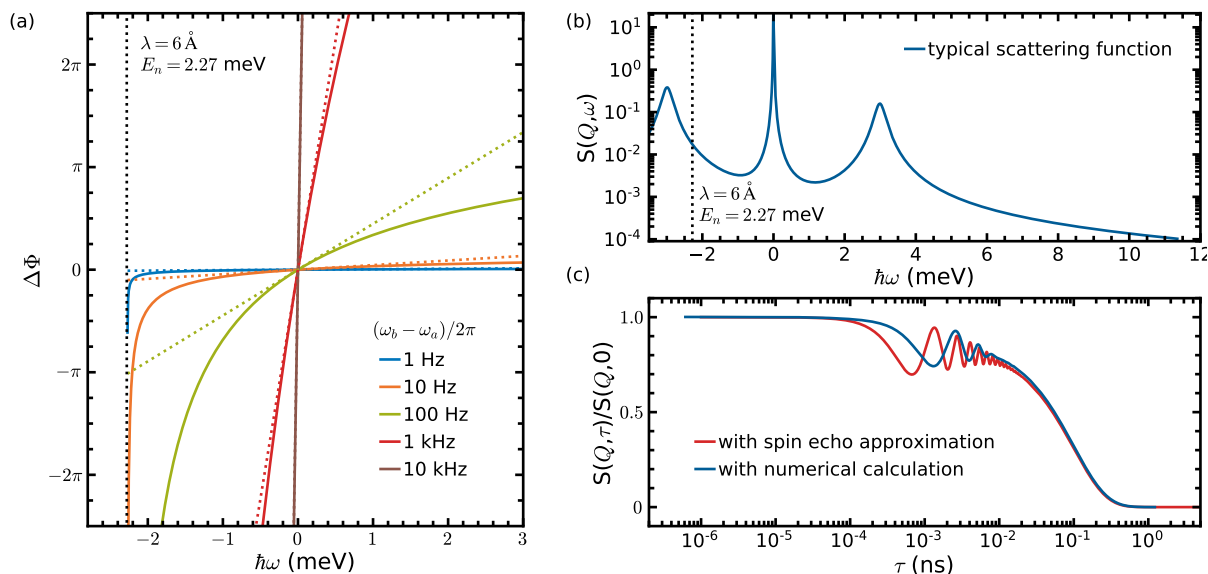 (a)
λ = 6 Å
E_n = 2.27 meV
2π
π
0
−π
−2π
ΔΦ
(ω_b − ω_a)/2π
1 Hz
10 Hz
100 Hz
1 kHz
10 kHz
−2 −1 0 1 2 3
ħω (meV)
(b)
typical scattering function
10^1
10^0
10^-1
10^-2
10^-3
10^-4
S(Q,ω)
λ = 6 Å
E_n = 2.27 meV
−2 0 2 4 6 8 10 12
ħω (meV)
(c)
1.0
0.5
0
S(Q,τ)/S(Q,0)
with spin echo approximation
with numerical calculation
10^-6 10^-5 10^-4 10^-3 10^-2 10^-1 10^0
τ (ns)